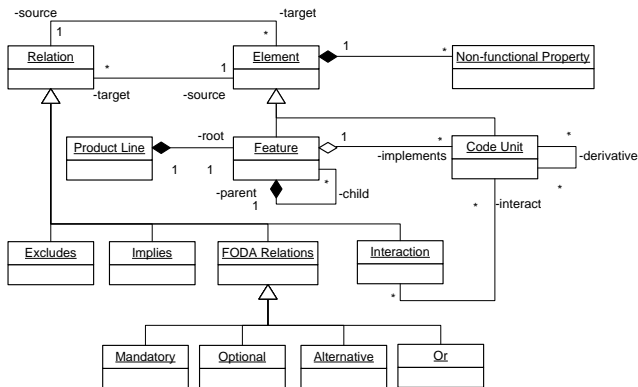 -source
-target
1
*
Relation
Element
1
*
Non-functional Property
*
1
-target
-source
Product Line
-root
1
1
Feature
1
*
-implements
Code Unit
*
-derivative
*
-parent
1
*
-child
*
-interact
Excludes
Implies
FODA Relations
Interaction
*
Mandatory
Optional
Alternative
Or